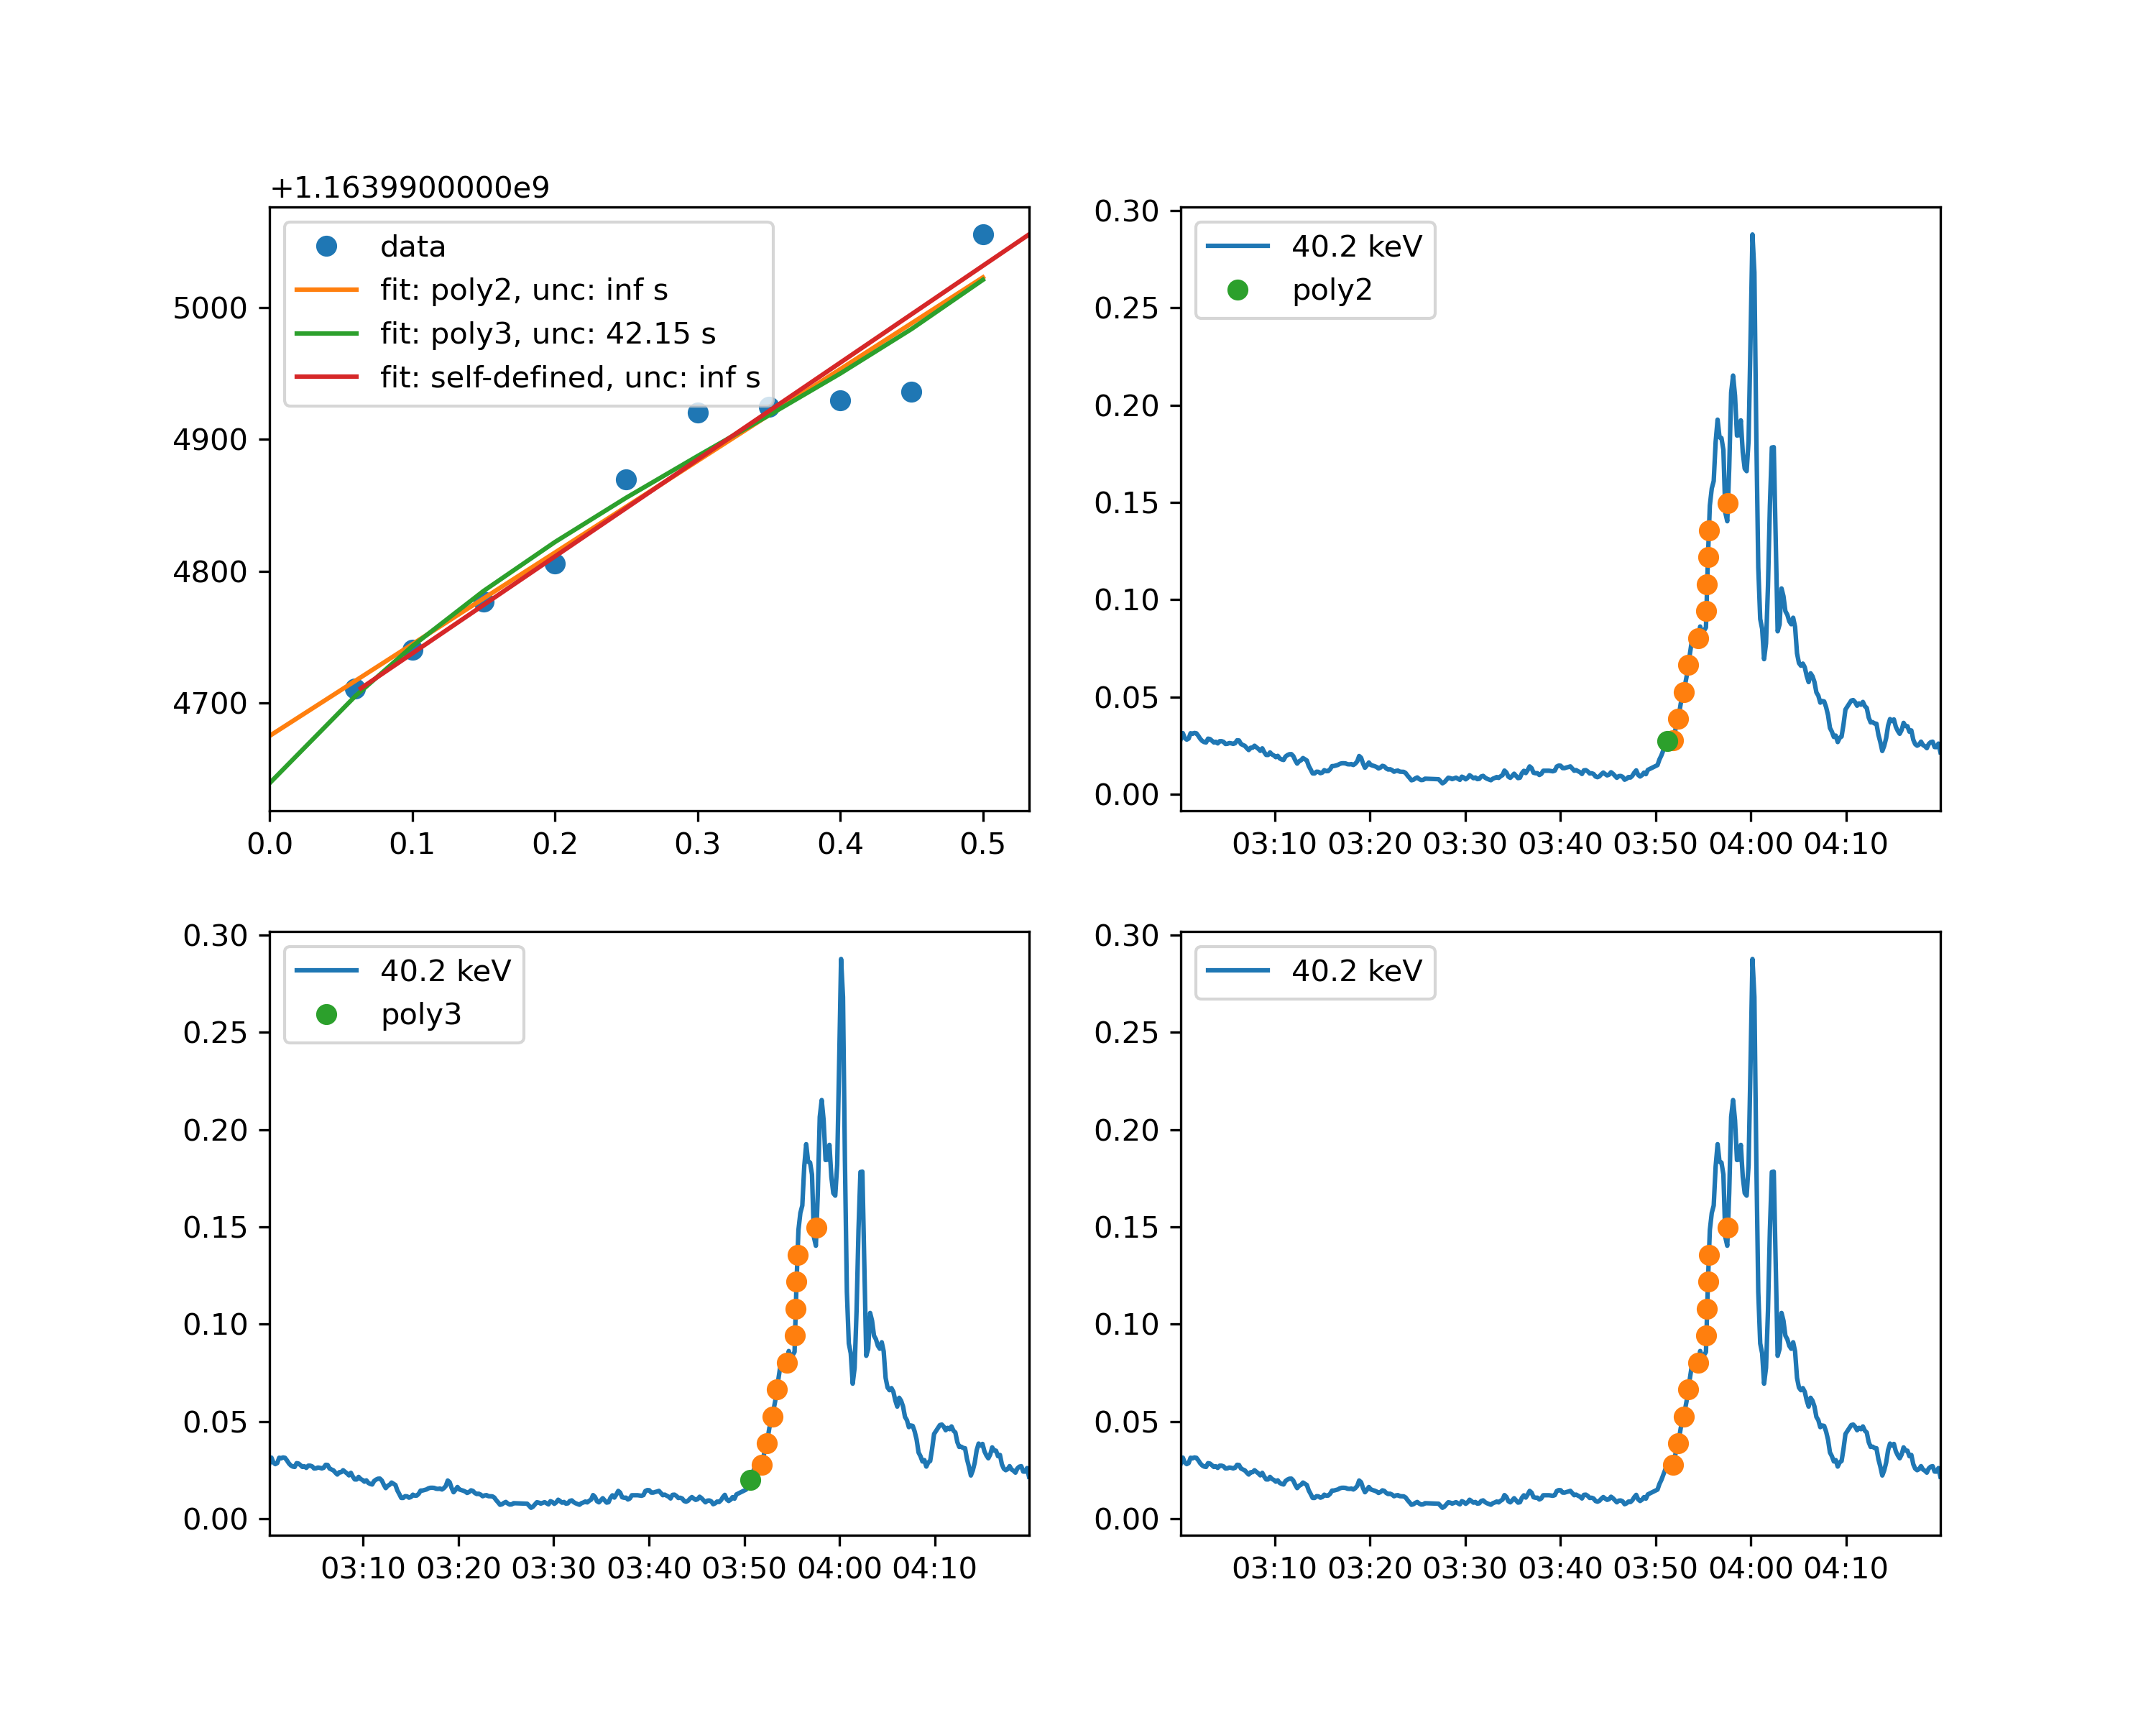 +1.1639900000e9
data
fit: poly2, unc: inf s
fit: poly3, unc: 42.15 s
fit: self-defined, unc: inf s
5000
4900
4800
4700
0.0 0.1 0.2 0.3 0.4 0.5
40.2 keV
poly2
0.30
0.25
0.20
0.15
0.10
0.05
0.00
03:10 03:20 03:30 03:40 03:50 04:00 04:10
40.2 keV
poly3
0.30
0.25
0.20
0.15
0.10
0.05
0.00
03:10 03:20 03:30 03:40 03:50 04:00 04:10
40.2 keV
0.30
0.25
0.20
0.15
0.10
0.05
0.00
03:10 03:20 03:30 03:40 03:50 04:00 04:10